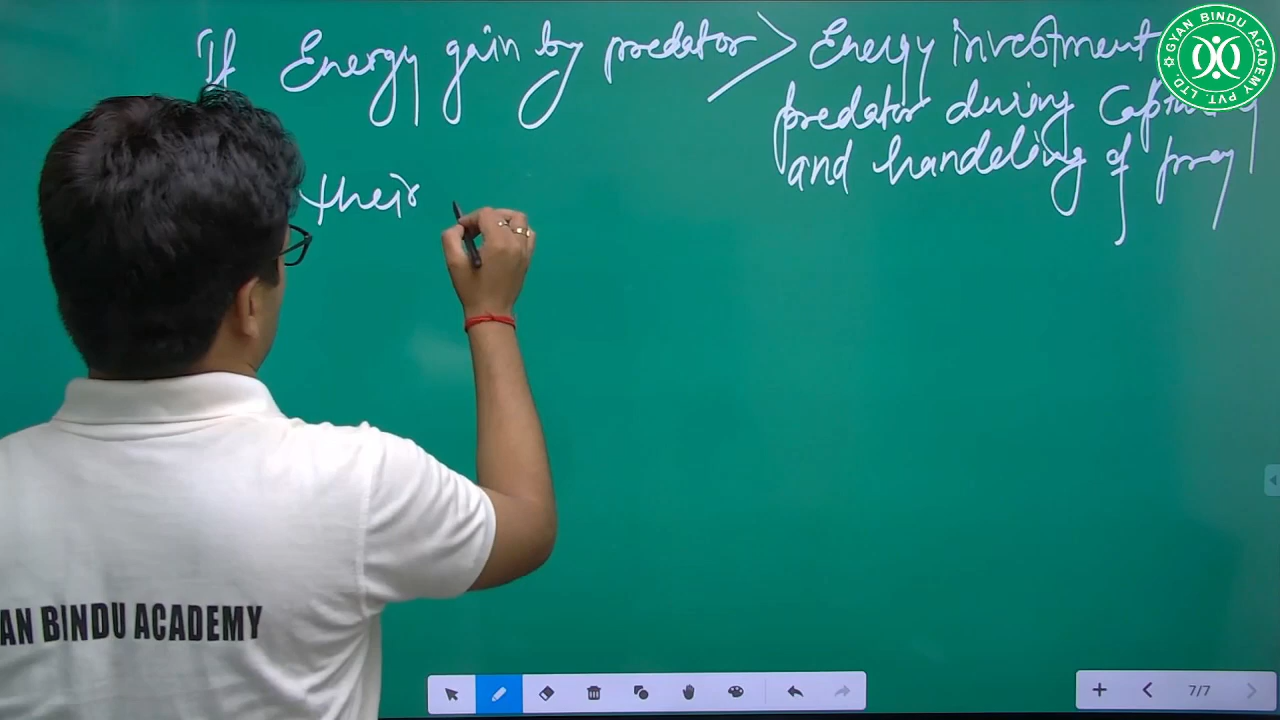 If Energy gain by predator > Energy investment
predator during Capturing
and handeling of prey
their
GYAN BINDU ACADEMY PVT. LTD.
AN BINDU ACADEMY
7/7